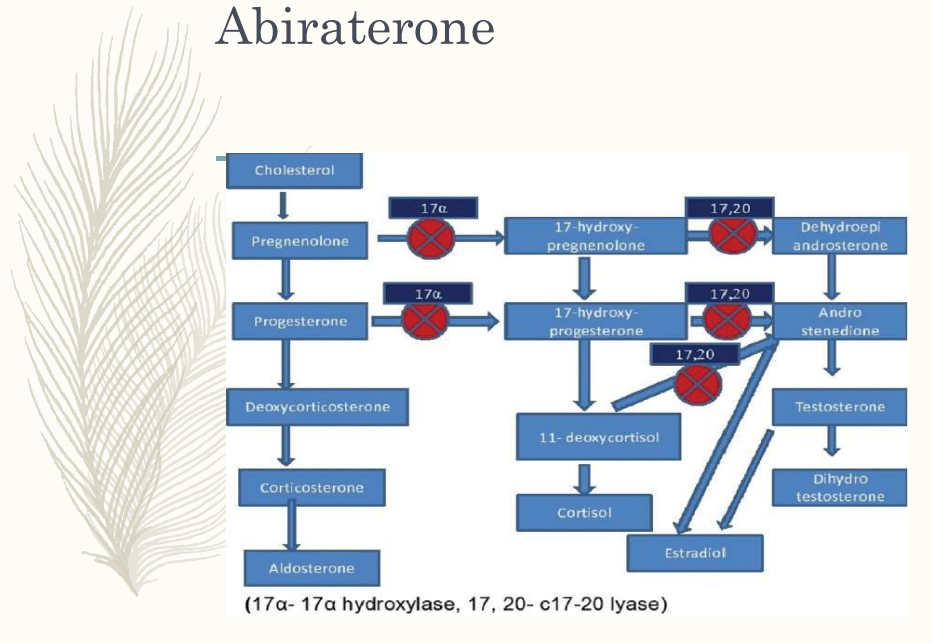 Abiraterone
Cholesterol
17α
17,20
Pregnenolone
17-hydroxy-
pregnenolone
Dehydroepi
androsterone
17α
17,20
Progesterone
17-hydroxy-
progesterone
Andro
stenedione
17,20
Deoxycorticosterone
11- deoxycortisol
Testosterone
Corticosterone
Cortisol
Dihydro
testosterone
Aldosterone
Estradiol
(17α- 17α hydroxylase, 17, 20- c17-20 lyase)